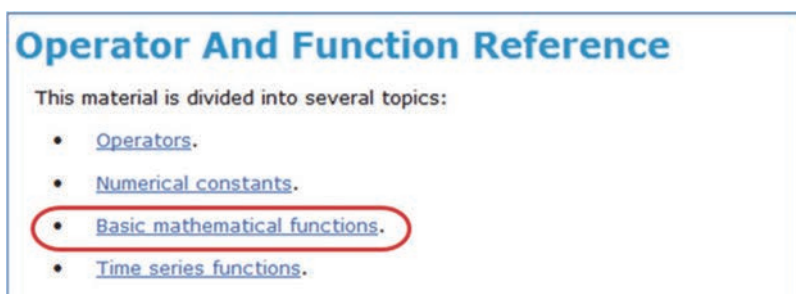 Operator And Function Reference
This material is divided into several topics:
• Operators.
• Numerical constants.
• Basic mathematical functions.
• Time series functions.